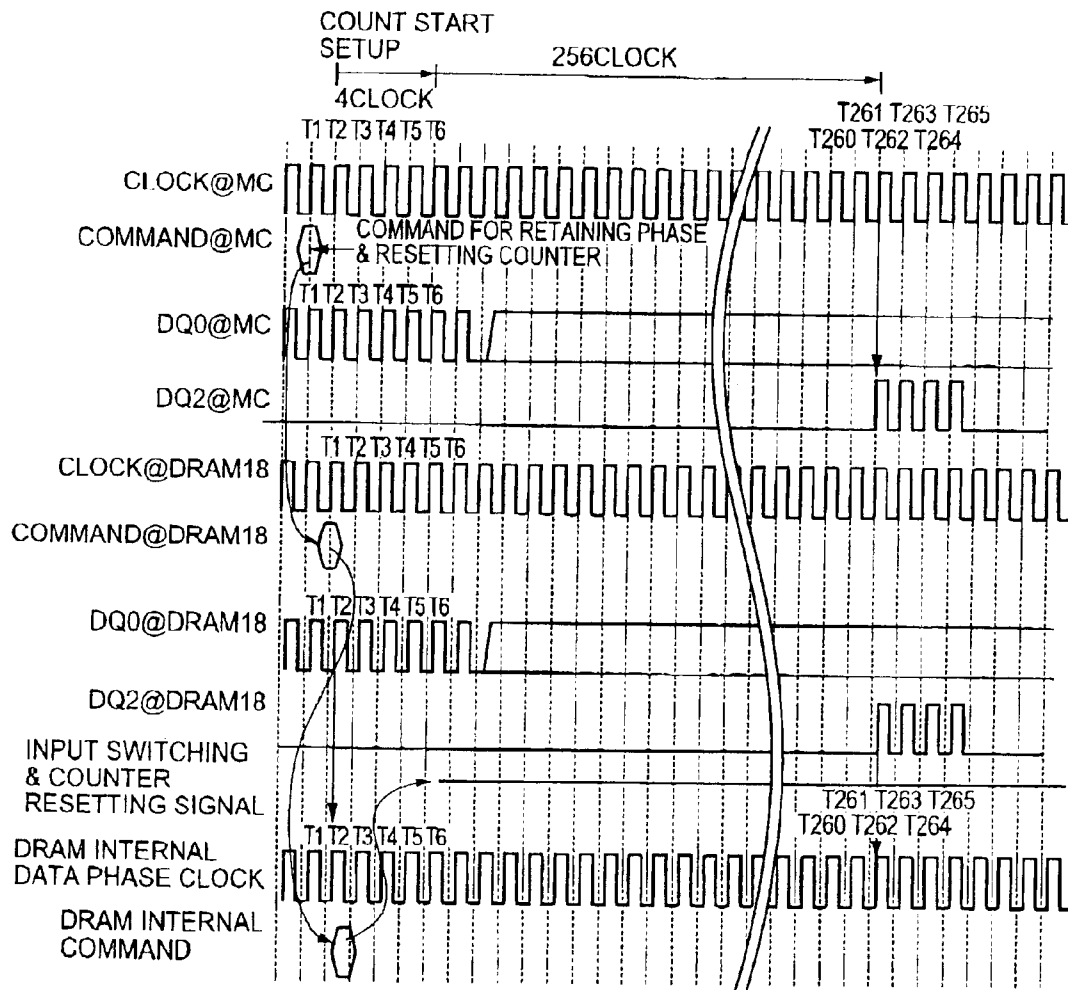 COUNT START
SETUP
256CLOCK
4CLOCK
T261 T263 T265
T1 T2 T3 T4 T5 T6
T260 T262 T264
CLOCK@MC
COMMAND@MC
COMMAND FOR RETAINING PHASE
& RESETTING COUNTER
T1 T2 T3 T4 T5 T6
DQ0@MC
DQ2@MC
T1 T2 T3 T4 T5 T6
CLOCK@DRAM18
COMMAND@DRAM18
T1 T2 T3 T4 T5 T6
DQ0@DRAM18
DQ2@DRAM18
INPUT SWITCHING
& COUNTER
RESETTING SIGNAL
T261 T263 T265
T260 T262 T264
T1 T2 T3 T4 T5 T6
DRAM INTERNAL
DATA PHASE CLOCK
DRAM INTERNAL
COMMAND